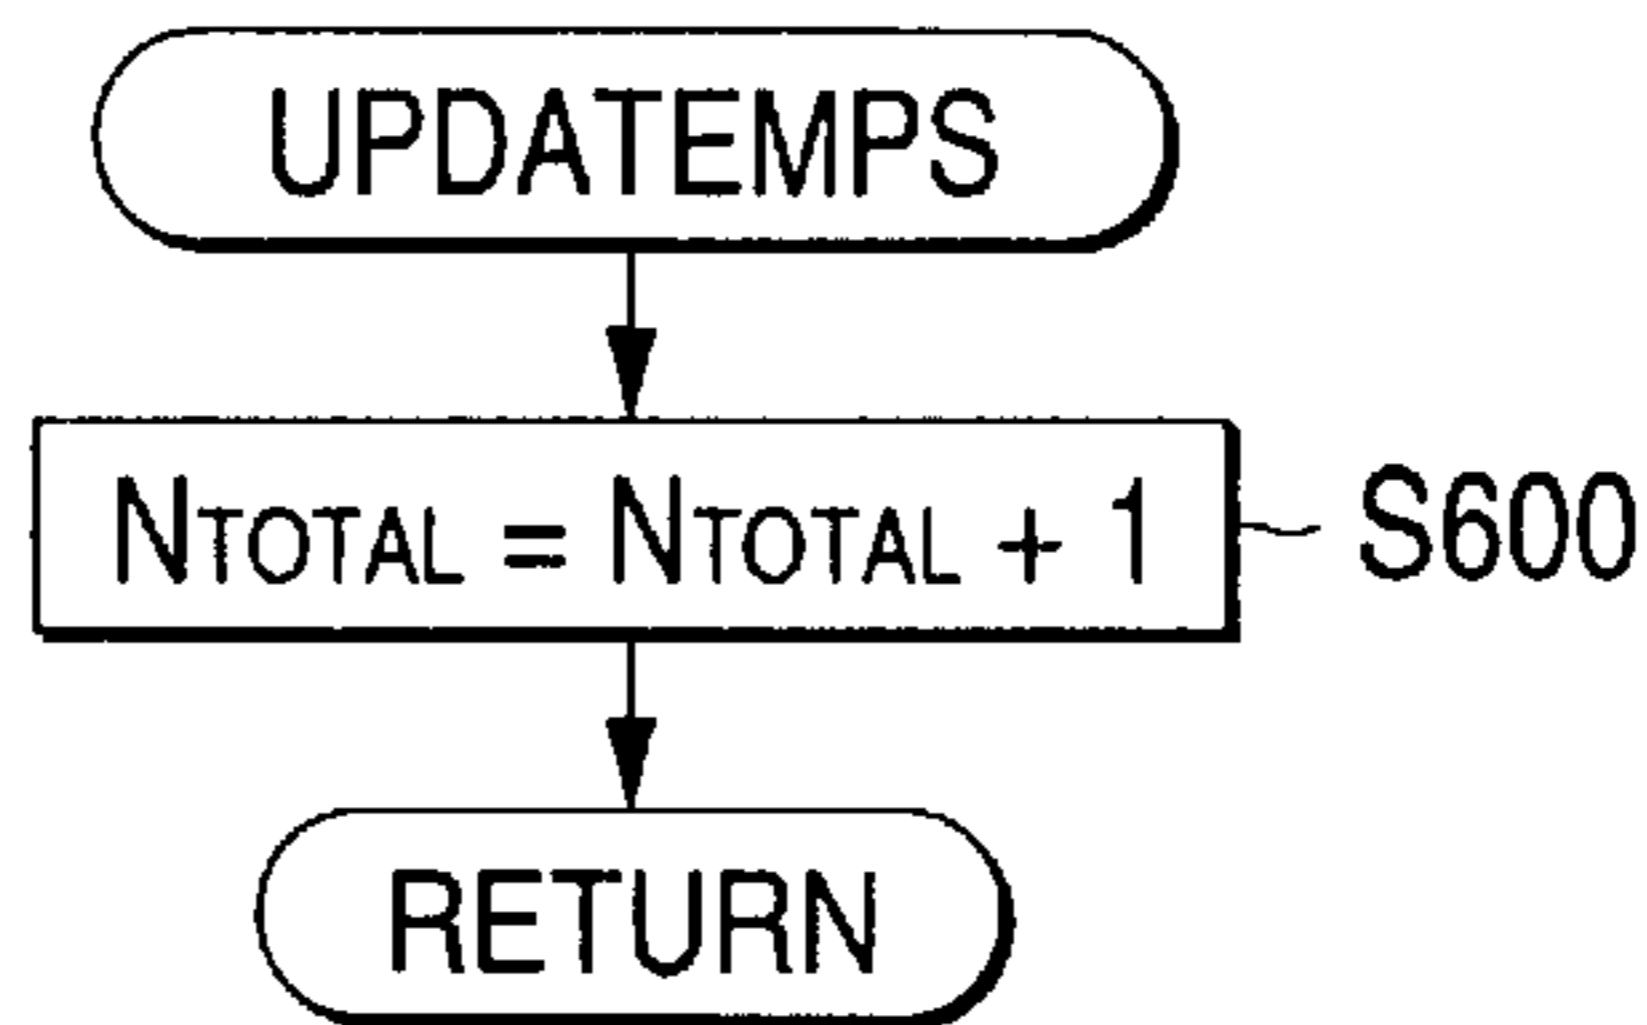 UPDATEMPS
NTOTAL = NTOTAL + 1
S600
RETURN